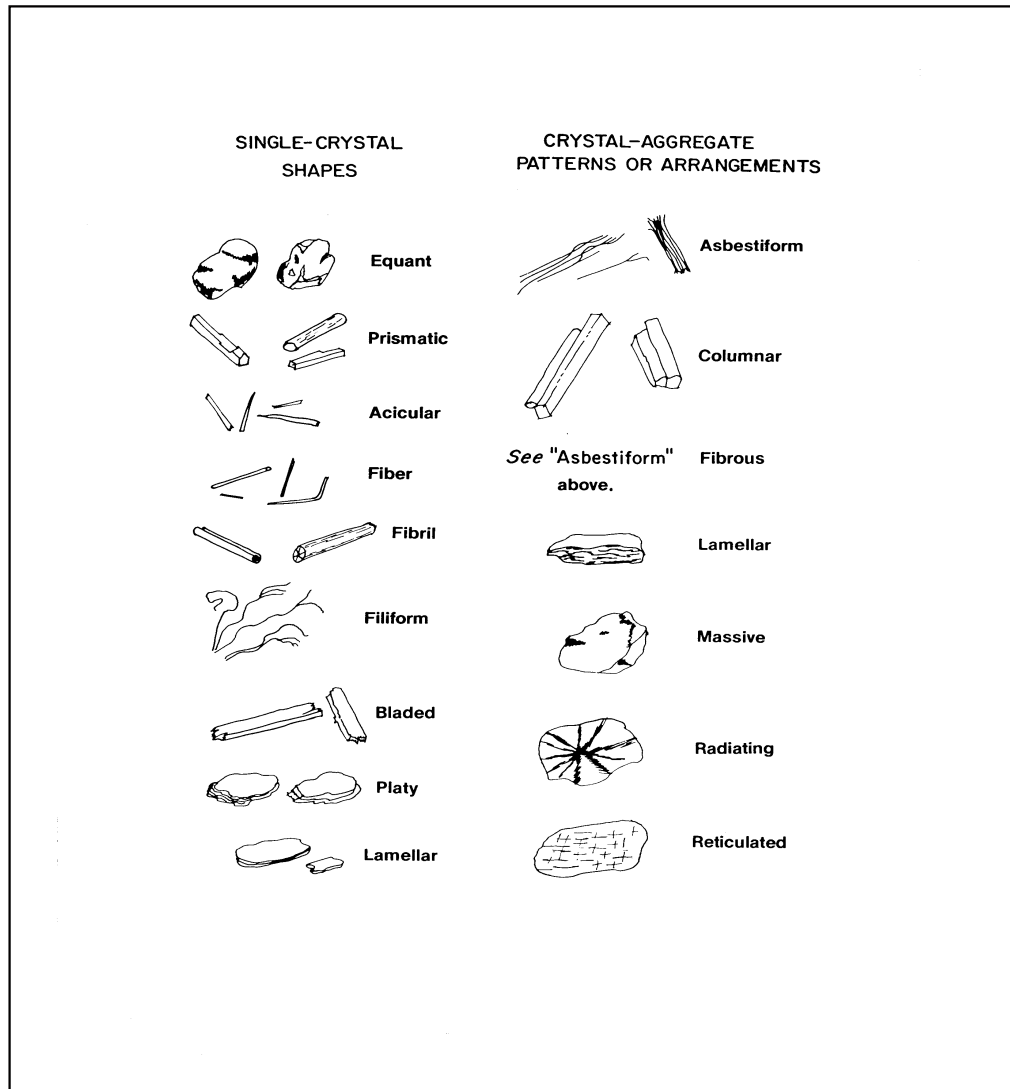 SINGLE-CRYSTAL
SHAPES
Equant
Prismatic
Acicular
Fiber
Fibril
Filiform
Bladed
Platy
Lamellar
CRYSTAL-AGGREGATE
PATTERNS OR ARRANGEMENTS
Asbestiform
Columnar
See "Asbestiform" Fibrous
above.
Lamellar
Massive
Radiating
Reticulated